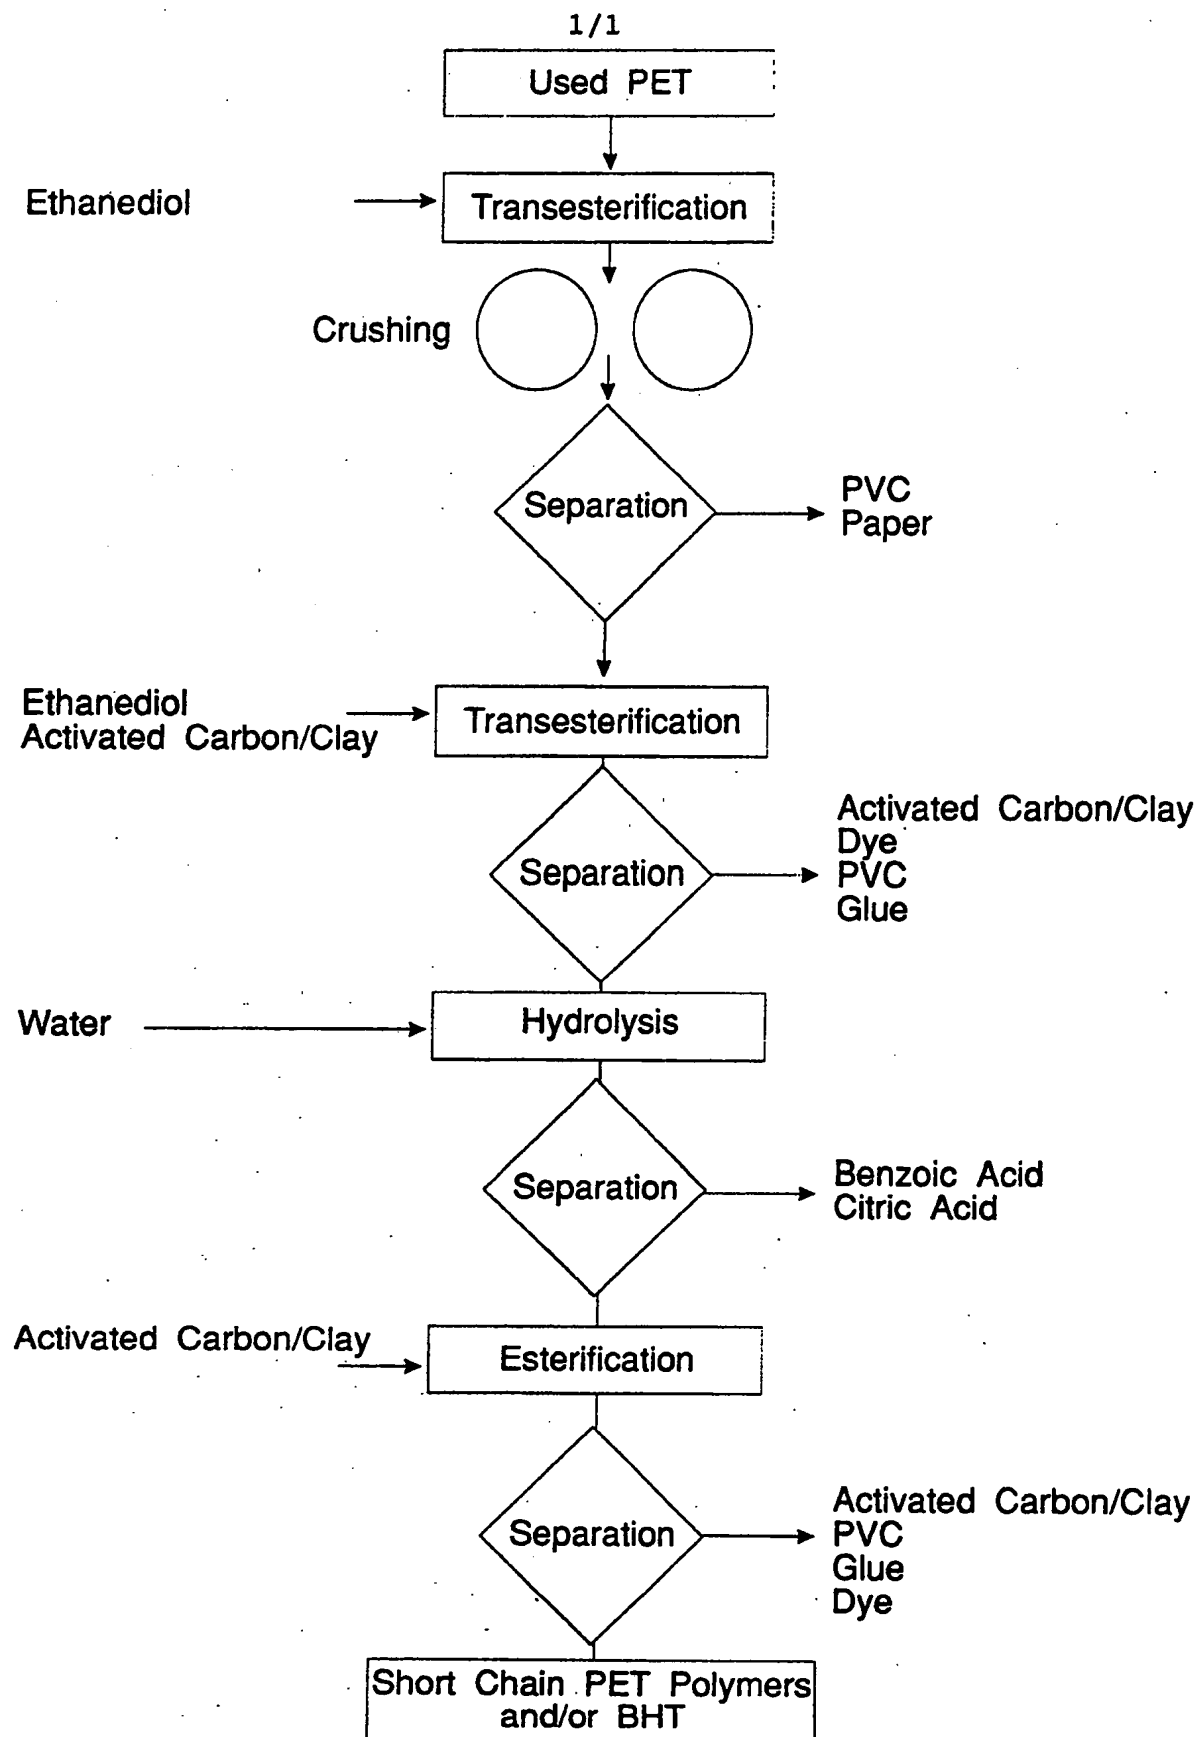 1/1
Used PET
Ethanediol
Transesterification
Crushing
Separation
PVC
Paper
Ethanediol
Activated Carbon/Clay
Transesterification
Activated Carbon/Clay
Dye
PVC
Glue
Separation
Water
Hydrolysis
Separation
Benzoic Acid
Citric Acid
Activated Carbon/Clay
Esterification
Separation
Activated Carbon/Clay
PVC
Glue
Dye
Short Chain PET Polymers
and/or BHT